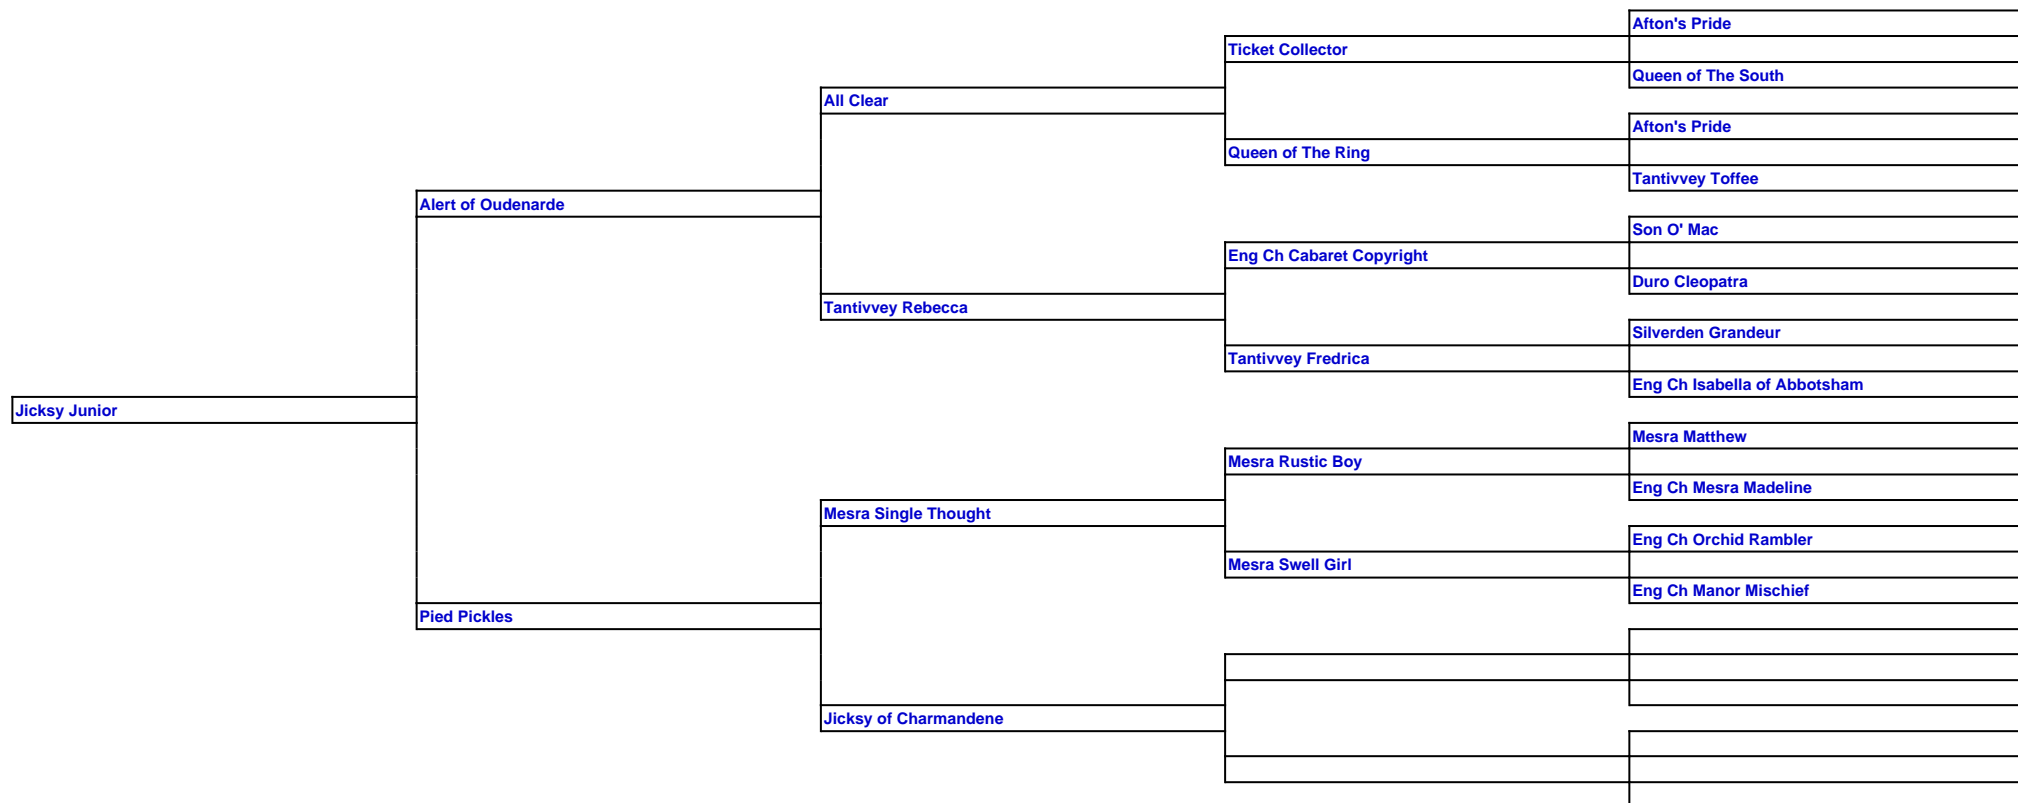 Afton's Pride
Ticket Collector
Queen of The South
All Clear
Afton's Pride
Queen of The Ring
Tantivvey Toffee
Alert of Oudenarde
Son O' Mac
Eng Ch Cabaret Copyright
Duro Cleopatra
Tantivvey Rebecca
Silverden Grandeur
Tantivvey Fredrica
Eng Ch Isabella of Abbotsham
Jicksy Junior
Mesra Matthew
Mesra Rustic Boy
Eng Ch Mesra Madeline
Mesra Single Thought
Eng Ch Orchid Rambler
Mesra Swell Girl
Eng Ch Manor Mischief
Pied Pickles
Jicksy of Charmandene